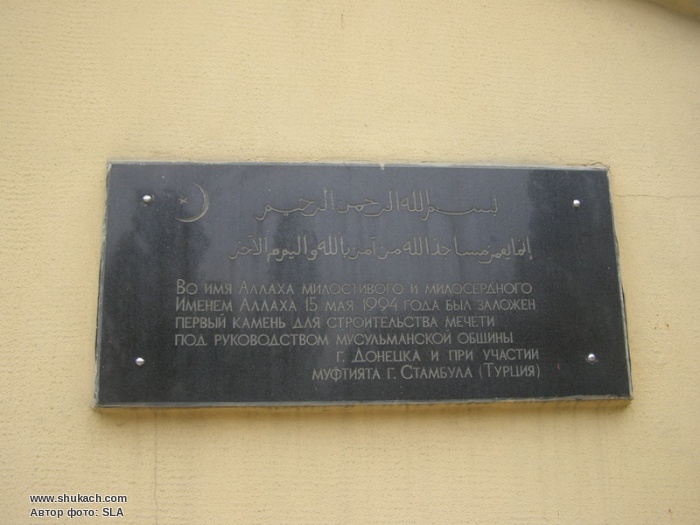 بسم الله الرحمن الرحيم
إنما يعمر مساجد الله من آمن بالله واليوم الآخر
Во имя Аллаха милостивого и милосердного
Именем Аллаха 15 мая 1994 года был заложен
первый камень для строительства мечети
под руководством мусульманской общины
г. Донецка и при участии
муфтията г. Стамбула (Турция)
www.shukach.com
Автор фото: SLA